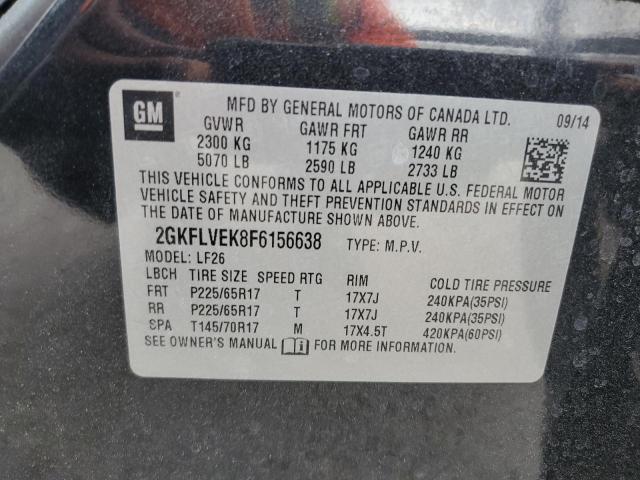 GM
MFD BY GENERAL MOTORS OF CANADA LTD.
09/14
GVWR GAWR FRT GAWR RR
2300 KG 1175 KG 1240 KG
5070 LB 2590 LB 2733 LB
THIS VEHICLE CONFORMS TO ALL APPLICABLE U.S. FEDERAL MOTOR
VEHICLE SAFETY AND THEFT PREVENTION STANDARDS IN EFFECT ON
THE DATE OF MANUFACTURE SHOWN ABOVE.
2GKFLVEK8F6156638 TYPE: M.P.V.
MODEL: LF26
LBCH TIRE SIZE SPEED RTG RIM COLD TIRE PRESSURE
FRT P225/65R17 T 17X7J 240KPA(35PSI)
RR P225/65R17 T 17X7J 240KPA(35PSI)
SPA T145/70R17 M 17X4.5T 420KPA(60PSI)
SEE OWNER'S MANUAL FOR MORE INFORMATION.